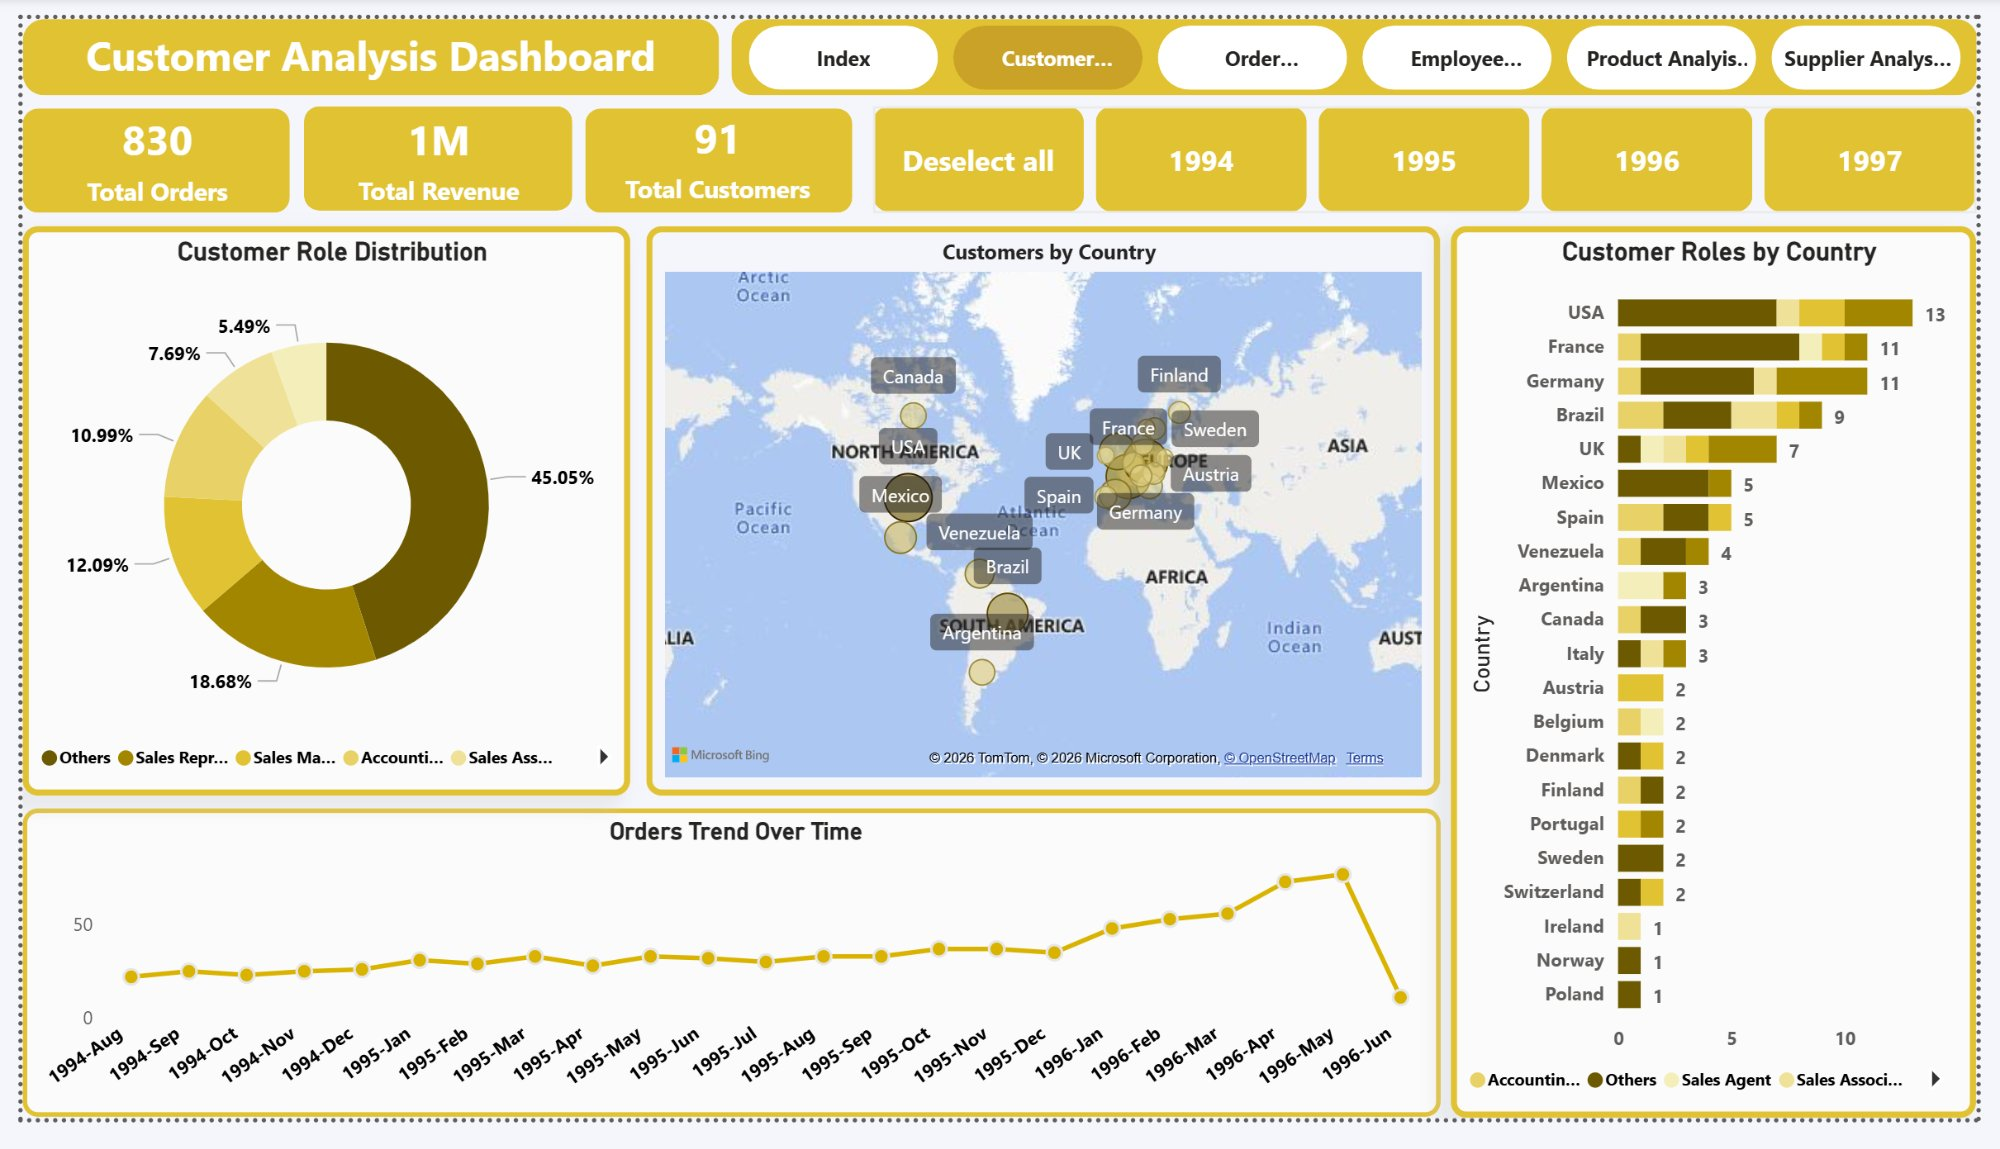 Customer Analysis Dashboard
Index
Customer...
Order...
Employee...
Product Analyis..
Supplier Analys...
830
Total Orders
1M
Total Revenue
91
Total Customers
Deselect all
1994
1995
1996
1997
Customer Role Distribution
5.49%
7.69%
10.99%
45.05%
12.09%
18.68%
Others
Sales Repr...
Sales Ma...
Accounti...
Sales Ass...
Customers by Country
Arctic
Ocean
Canada
Finland
France
Sweden
USA
NORTH AMERICA
UK
EUROPE
ASIA
Austria
Mexico
Spain
Germany
Pacific
Ocean
Atlantic
Ocean
Venezuela
Brazil
AFRICA
SOUTH AMERICA
Argentina
Indian
Ocean
LIA
AUST
Microsoft Bing
© 2026 TomTom, © 2026 Microsoft Corporation, © OpenStreetMap Terms
Customer Roles by Country
Country
USA 13
France 11
Germany 11
Brazil 9
UK 7
Mexico 5
Spain 5
Venezuela 4
Argentina 3
Canada 3
Italy 3
Austria 2
Belgium 2
Denmark 2
Finland 2
Portugal 2
Sweden 2
Switzerland 2
Ireland 1
Norway 1
Poland 1
0 5 10
Accountin...
Others
Sales Agent
Sales Associ...
Orders Trend Over Time
50
0
1994-Aug
1994-Sep
1994-Oct
1994-Nov
1994-Dec
1995-Jan
1995-Feb
1995-Mar
1995-Apr
1995-May
1995-Jun
1995-Jul
1995-Aug
1995-Sep
1995-Oct
1995-Nov
1995-Dec
1996-Jan
1996-Feb
1996-Mar
1996-Apr
1996-May
1996-Jun